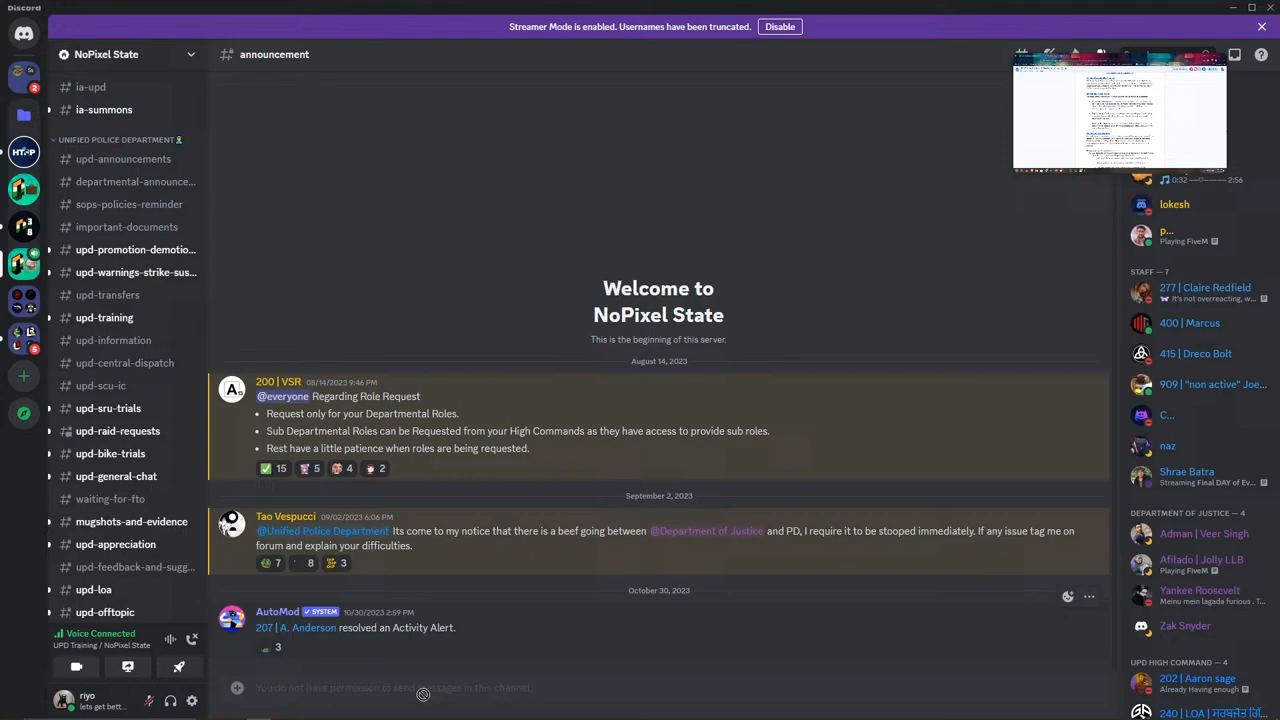 Discord
Streamer Mode is enabled. Usernames have been truncated.
Disable
NoPixel State
announcement
ia-upd
ia-summons
UNIFIED POLICE DEPARTMENT
upd-announcements
departmental-announce...
sops-policies-reminder
important-documents
upd-promotion-demotio...
upd-warnings-strike-sus...
upd-transfers
upd-training
upd-information
upd-central-dispatch
upd-scu-ic
upd-sru-trials
upd-raid-requests
upd-bike-trials
upd-general-chat
waiting-for-fto
mugshots-and-evidence
upd-appreciation
upd-feedback-and-sugg...
upd-loa
upd-offtopic
Voice Connected
UPD Training / NoPixel State
riyo
lets get bett...
2
5
Welcome to
NoPixel State
This is the beginning of this server.
August 14, 2023
200 | VSR 08/14/2023 9:46 PM
@everyone Regarding Role Request
• Request only for your Departmental Roles.
• Sub Departmental Roles can be Requested from your High Commands as they have access to provide sub roles.
• Rest have a little patience when roles are being requested.
15 5 4 2
September 2, 2023
Tao Vespucci 09/02/2023 6:06 PM
@Unified Police Department Its come to my notice that there is a beef going between @Department of Justice and PD, I require it to be stooped immediately. If any issue tag me on
forum and explain your difficulties.
7 8 3
October 30, 2023
AutoMod ✓ SYSTEM 10/30/2023 2:59 PM
207 | A. Anderson resolved an Activity Alert.
3
You do not have permission to send messages in this channel.
0:32 2:56
lokesh
p...
Playing FiveM
STAFF — 7
277 | Claire Redfield
It's not overreacting, w...
400 | Marcus
415 | Dreco Bolt
909 | "non active" Joe...
C...
naz
Shrae Batra
Streaming Final DAY of Ev...
DEPARTMENT OF JUSTICE — 4
Adman | Veer Singh
Afilado | Jolly LLB
Playing FiveM
Yankee Roosevelt
Meinu mein lagada furious . T...
Zak Snyder
UPD HIGH COMMAND — 4
202 | Aaron sage
Already Having enough
240 | LOA |